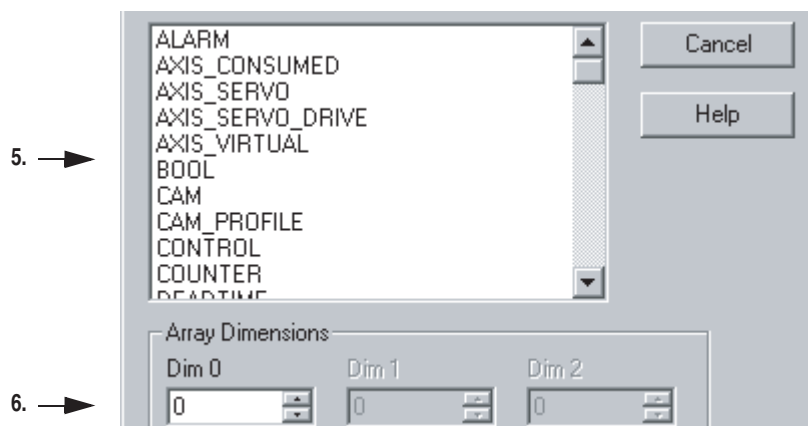 ALARM
AXIS_CONSUMED
AXIS_SERVO
AXIS_SERVO_DRIVE
AXIS_VIRTUAL
BOOL
CAM
CAM_PROFILE
CONTROL
COUNTER
DEADTIME
Cancel
Help
5.
Array Dimensions
Dim 0 Dim 1 Dim 2
6.
0 0 0